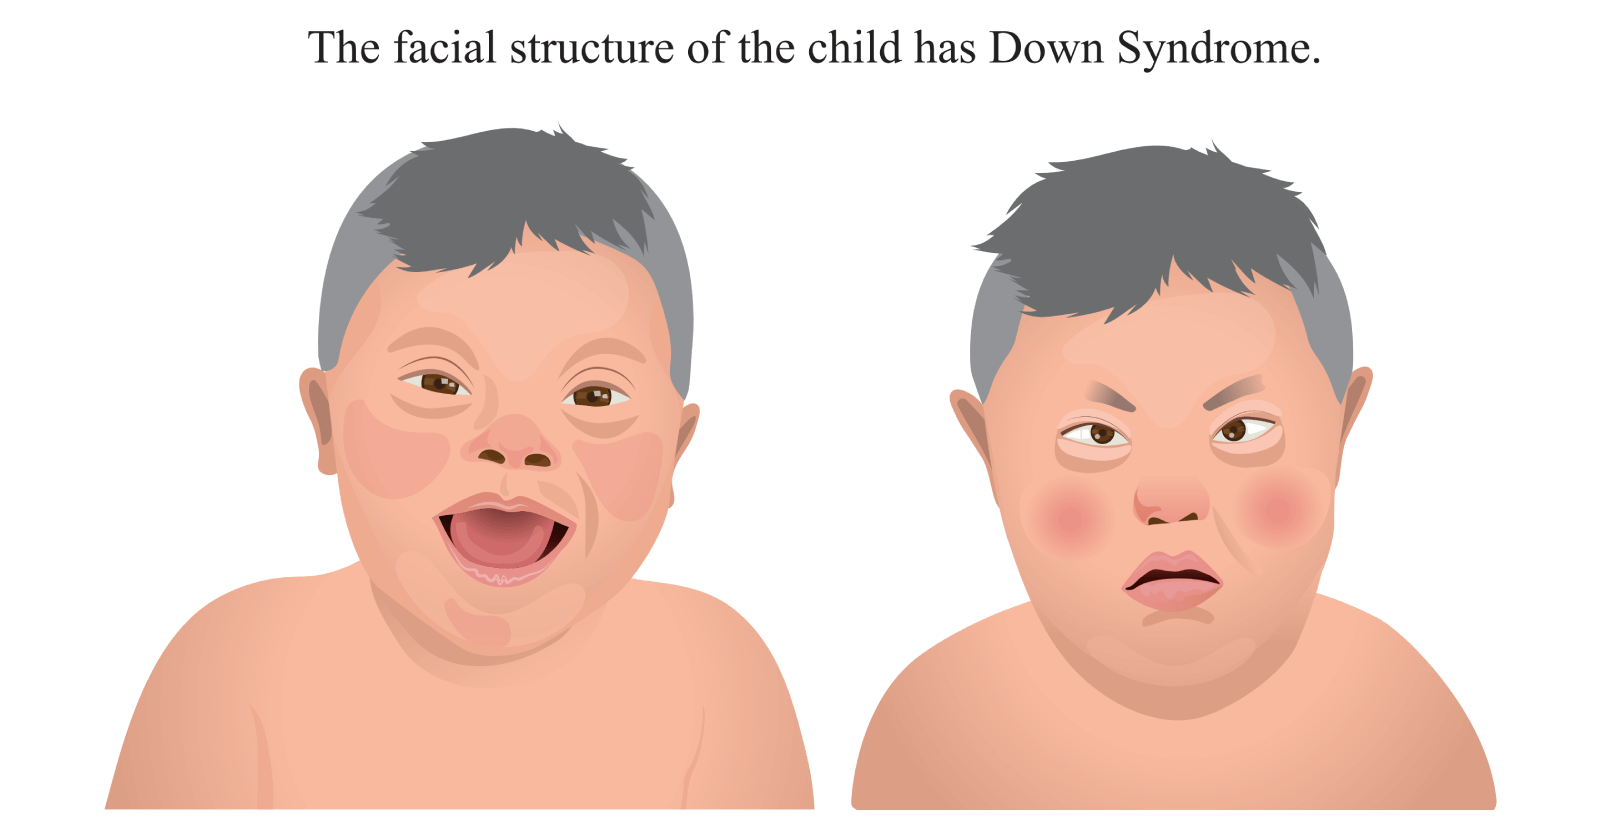 The facial structure of the child has Down Syndrome.